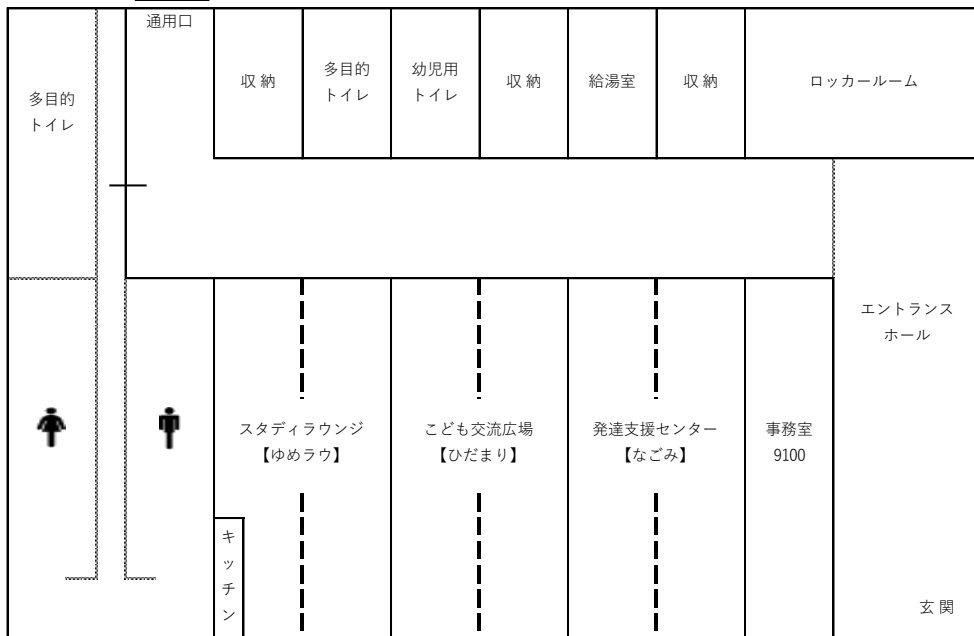 通用口
多目的
トイレ
収 納
多目的
トイレ
幼児用
トイレ
収 納
給湯室
収 納
ロッカールーム
エントランス
ホール
スタディラウンジ
【ゆめラウ】
こども交流広場
【ひだまり】
発達支援センター
【なごみ】
事務室
9100
キッチン
玄 関